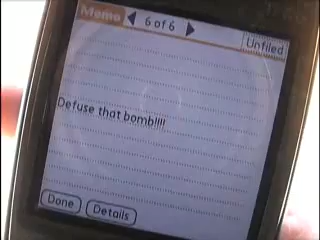 Memo 6 of 6 Unfiled
Defuse that bomb!!!!
Done Details